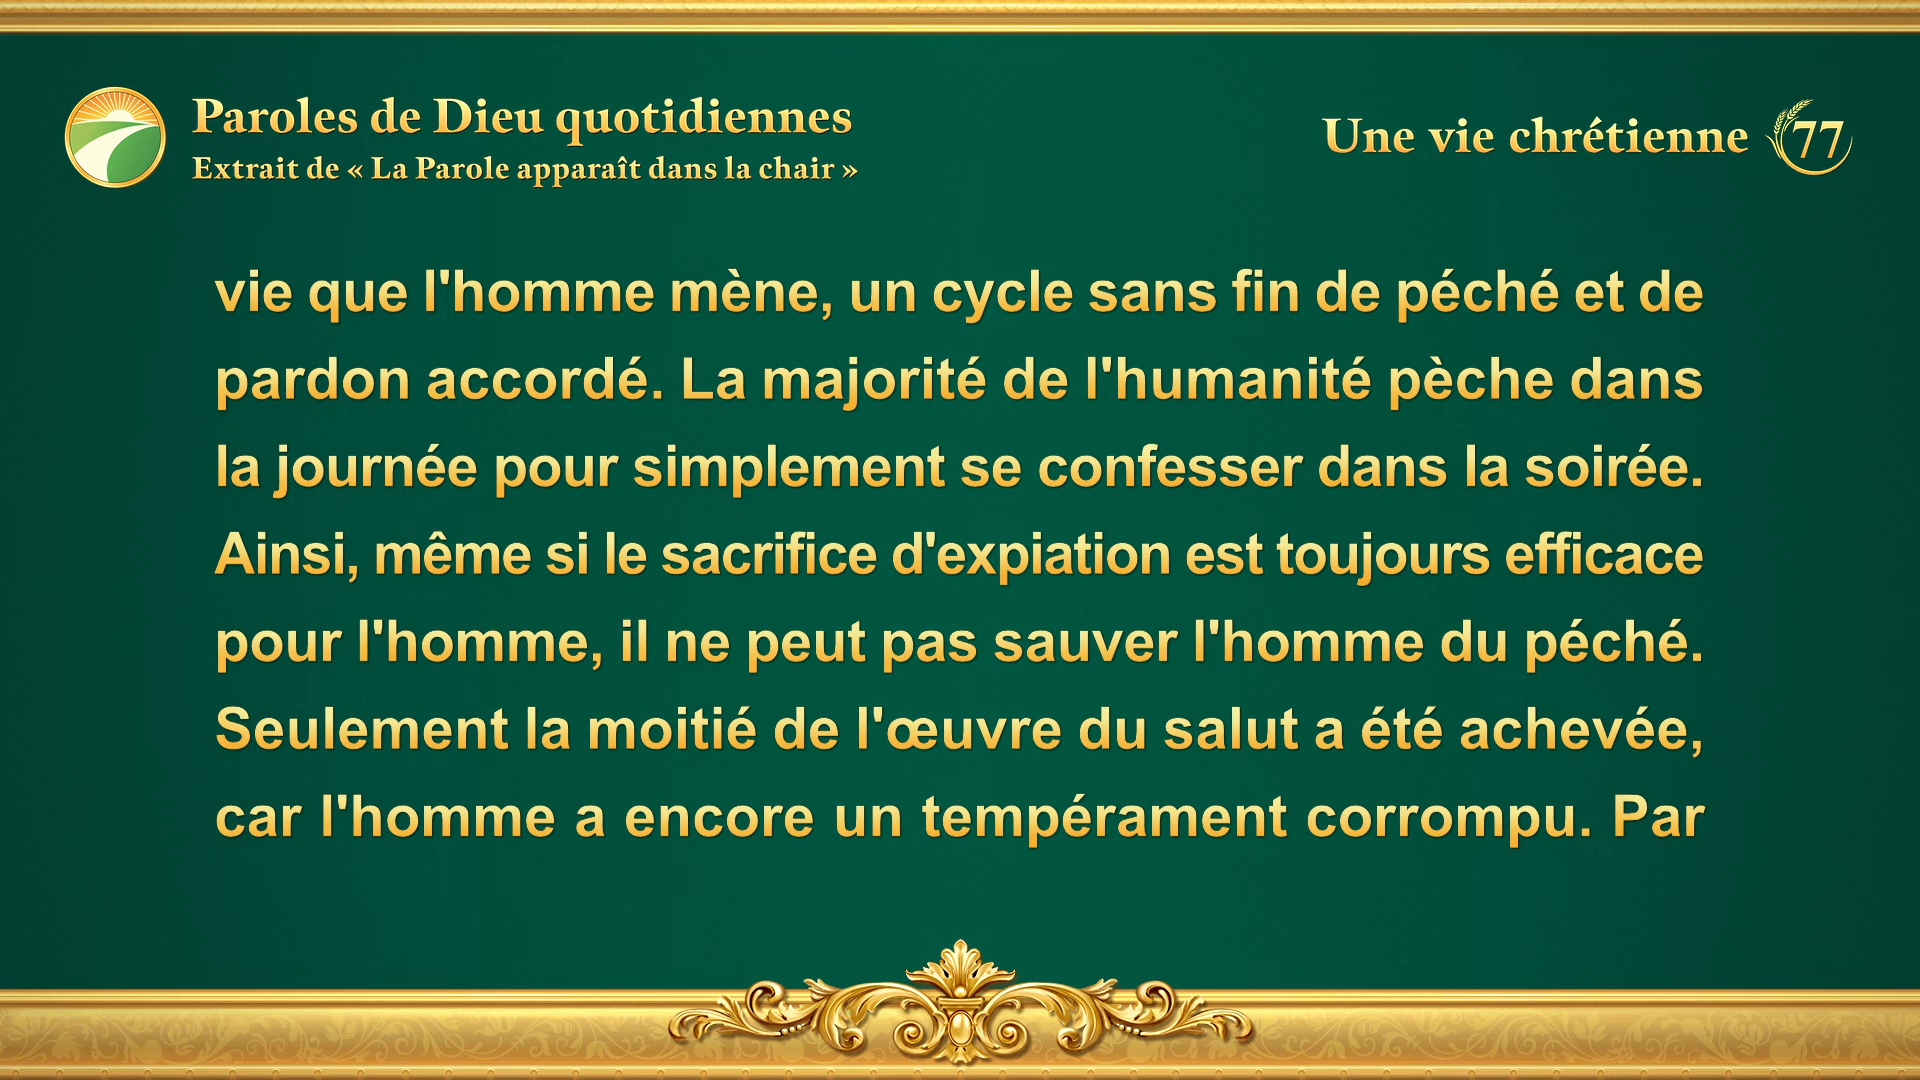 Paroles de Dieu quotidiennes
Extrait de « La Parole apparaît dans la chair »
Une vie chrétienne 77
vie que l'homme mène, un cycle sans fin de péché et de
pardon accordé. La majorité de l'humanité pèche dans
la journée pour simplement se confesser dans la soirée.
Ainsi, même si le sacrifice d'expiation est toujours efficace
pour l'homme, il ne peut pas sauver l'homme du péché.
Seulement la moitié de l'œuvre du salut a été achevée,
car l'homme a encore un tempérament corrompu. Par